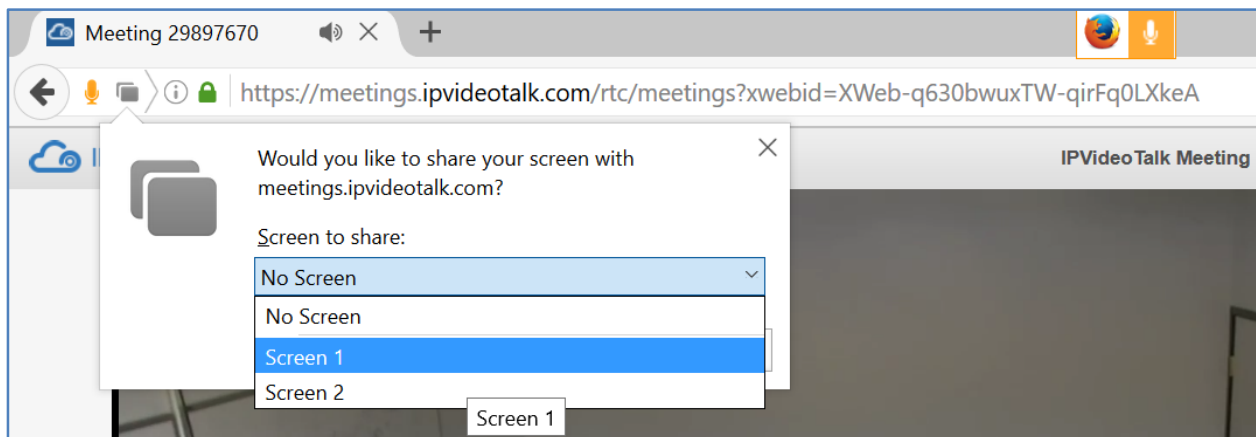 Meeting 29897670
https://meetings.ipvideotalk.com/rtc/meetings?xwebid=XWeb-q630bwuxTW-qirFq0LXkeA
IPVideoTalk Meeting
Would you like to share your screen with
meetings.ipvideotalk.com?
Screen to share:
No Screen
No Screen
Screen 1
Screen 2
Screen 1